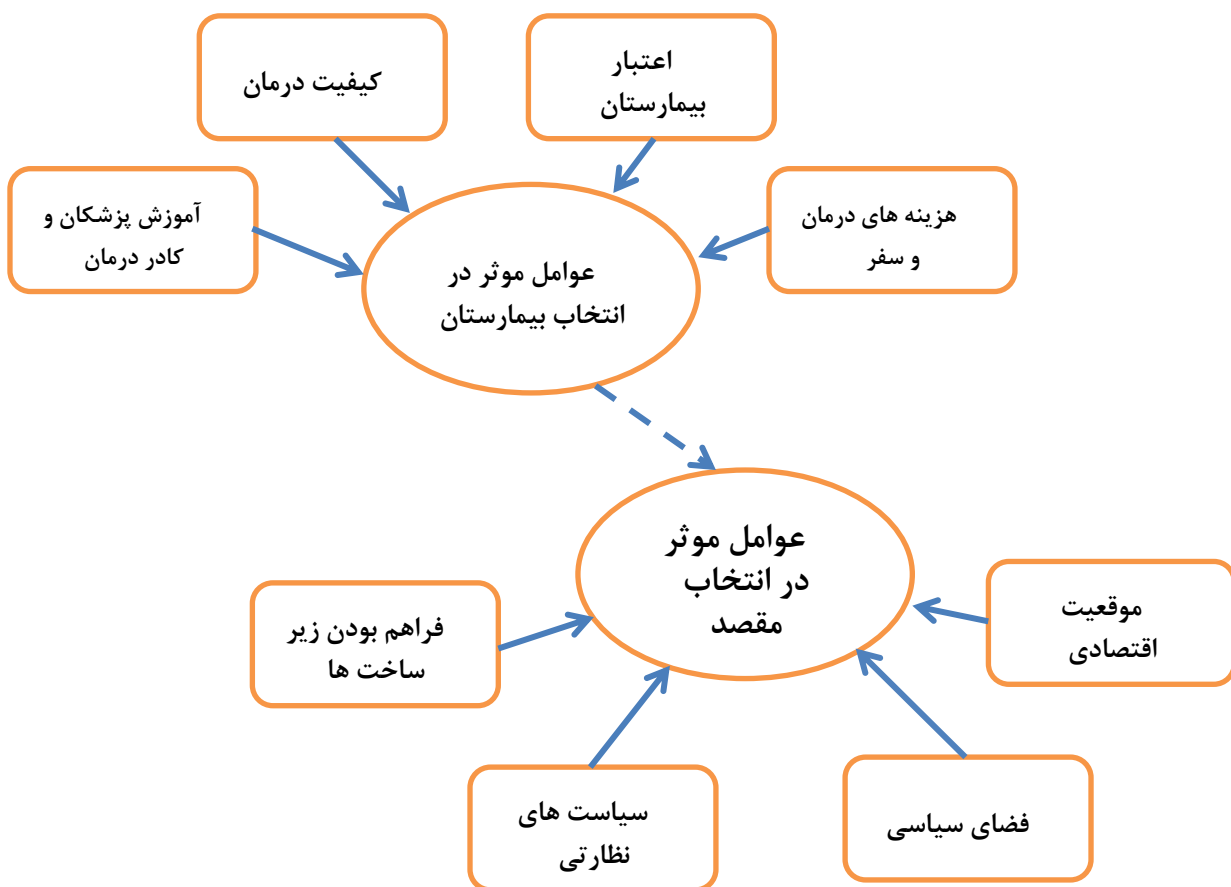 کیفیت درمان
اعتبار
بیمارستان
آموزش پزشکان و
کادر درمان
هزینه های درمان
و سفر
عوامل موثر در
انتخاب بیمارستان
عوامل موثر
در انتخاب
مقصد
فراهم بودن زیر
ساخت ها
موقعیت
اقتصادی
سیاست های
نظارتی
فضای سیاسی